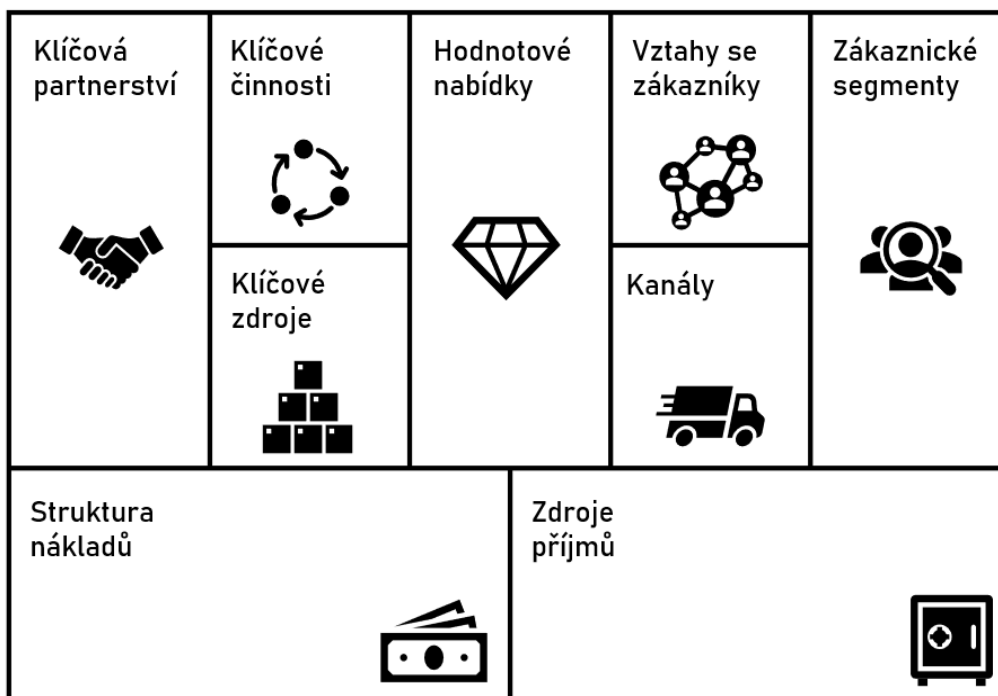 Klíčová
partnerství
Klíčové
činnosti
Klíčové
zdroje
Hodnotové
nabídky
Vztahy se
zákazníky
Kanály
Zákaznické
segmenty
Struktura
nákladů
Zdroje
příjmů